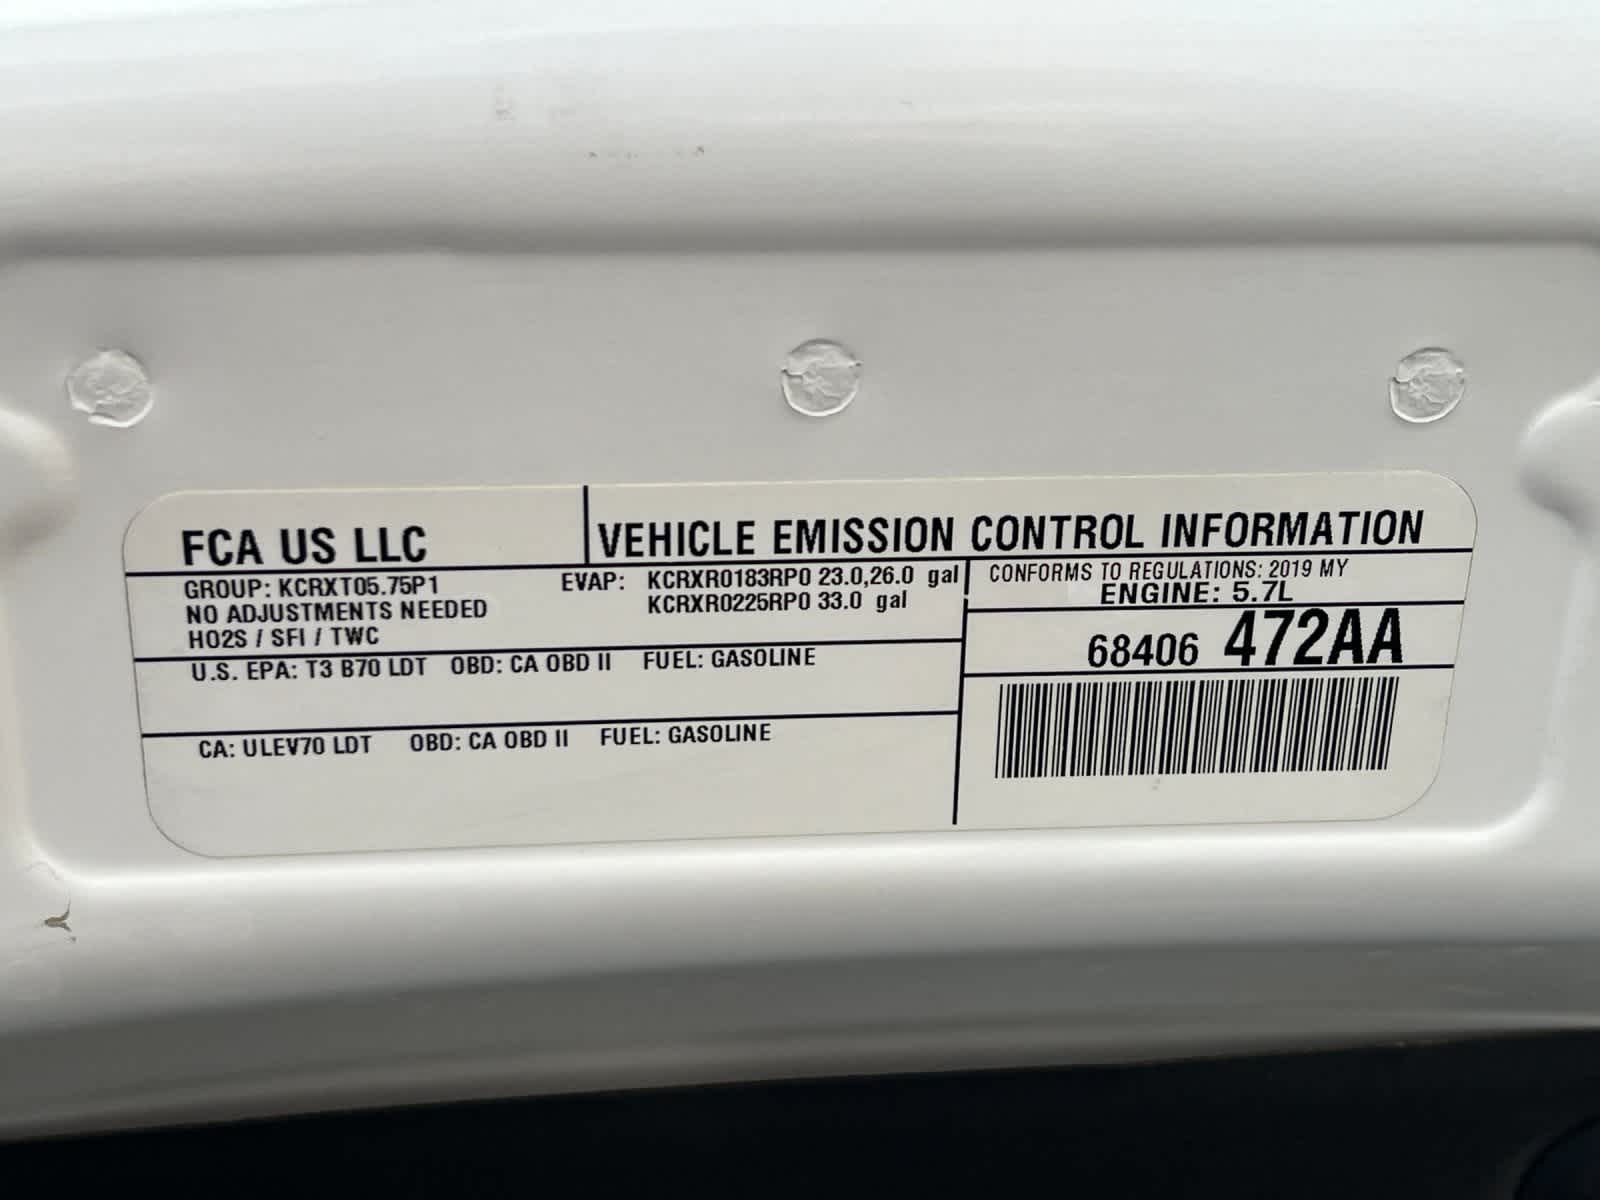 FCA US LLC
VEHICLE EMISSION CONTROL INFORMATION
GROUP: KCRXT05.75P1
NO ADJUSTMENTS NEEDED
HO2S / SFI / TWC
EVAP: KCRXR0183RP0 23.0,26.0 gal
KCRXR0225RP0 33.0 gal
CONFORMS TO REGULATIONS: 2019 MY
ENGINE: 5.7L
68406 472AA
U.S. EPA: T3 B70 LDT OBD: CA OBD II FUEL: GASOLINE
CA: ULEV70 LDT OBD: CA OBD II FUEL: GASOLINE